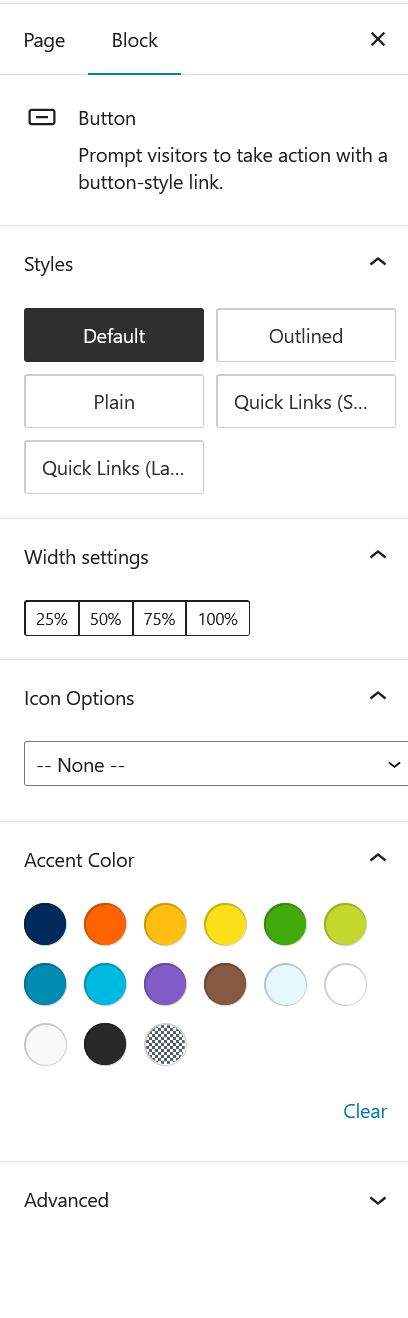 Page Block
Button
Prompt visitors to take action with a
button-style link.
Styles
Default Outlined
Plain Quick Links (S...
Quick Links (La...
Width settings
25% 50% 75% 100%
Icon Options
-- None --
Accent Color
Clear
Advanced